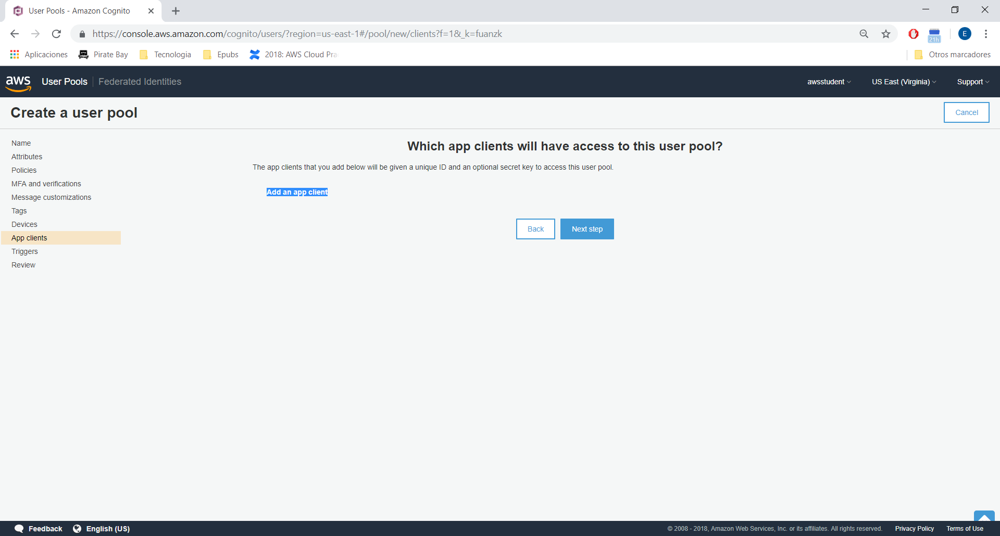 User Pools - Amazon Cognito
https://console.aws.amazon.com/cognito/users/?region=us-east-1#/pool/new/clients?f=1&_k=fuanzk
21h
E
Aplicaciones
Pirate Bay
Tecnologia
Epubs
2018: AWS Cloud Pra
Otros marcadores
aws
User Pools
Federated Identities
awsstudent
US East (Virginia)
Support
Create a user pool
Cancel
Name
Attributes
Policies
MFA and verifications
Message customizations
Tags
Devices
App clients
Triggers
Review
Which app clients will have access to this user pool?
The app clients that you add below will be given a unique ID and an optional secret key to access this user pool.
Add an app client
Back
Next step
Feedback
English (US)
© 2008 - 2018, Amazon Web Services, Inc. or its affiliates. All rights reserved.
Privacy Policy
Terms of Use